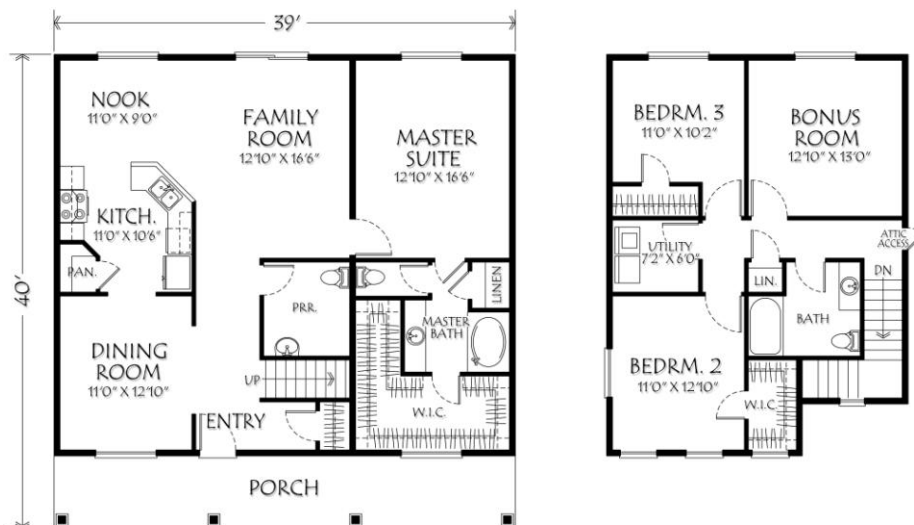 39'
40'
NOOK
11'0" X 9'0"
FAMILY
ROOM
12'10" X 16'6"
MASTER
SUITE
12'10" X 16'6"
KITCH.
11'0" X 10'6"
PAN.
PRR.
LINEN
MASTER
BATH
DINING
ROOM
11'0" X 12'10"
UP
W.I.C.
ENTRY
PORCH
BEDRM. 3
11'0" X 10'2"
BONUS
ROOM
12'10" X 13'0"
UTILITY
7'2" X 6'0"
ATTIC
ACCESS
DN
LIN.
BATH
BEDRM. 2
11'0" X 12'10"
W.I.C